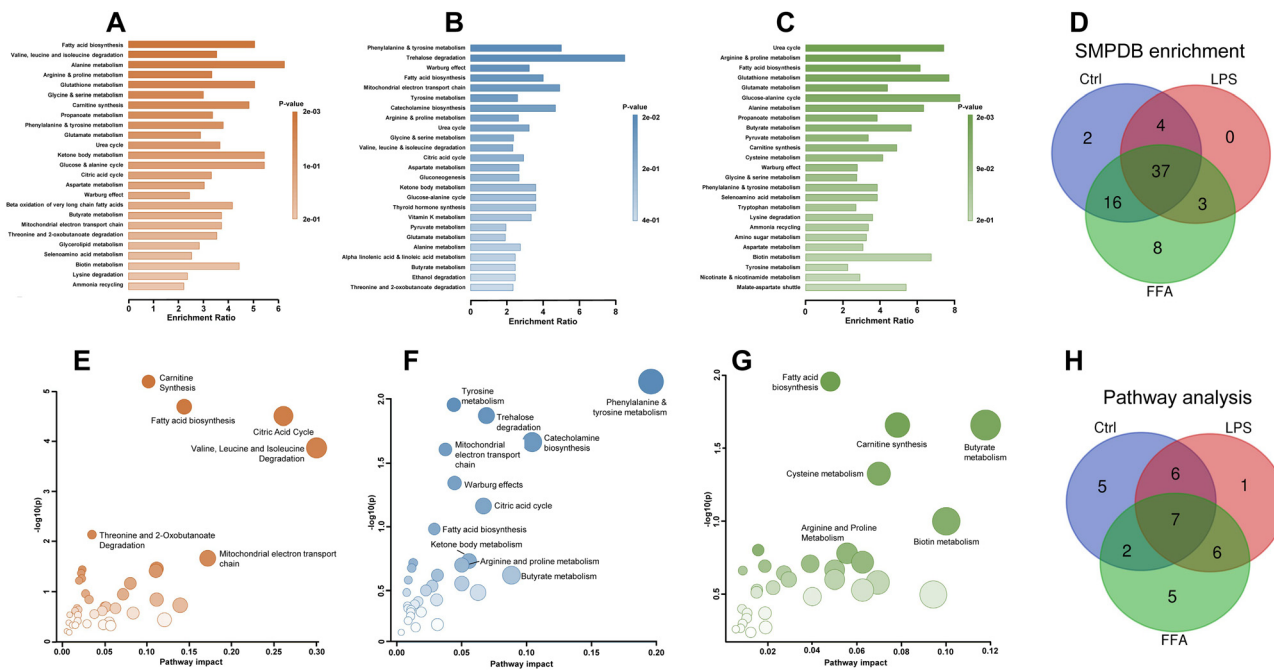 A
Fatty acid biosynthesis
Valine, leucine and isoleucine degradation
Alanine metabolism
Arginine & proline metabolism
Glutathione metabolism
Glycine & serine metabolism
Carnitine synthesis
Propanoate metabolism
Phenylalanine & tyrosine metabolism
Glutamate metabolism
Urea cycle
Ketone body metabolism
Glucose & alanine cycle
Citric acid cycle
Aspartate metabolism
Warburg effect
Beta oxidation of very long chain fatty acids
Butyrate metabolism
Mitochondrial electron transport chain
Threonine and 2-oxobutanoate degradation
Glycerolipid metabolism
Selenoamino acid metabolism
Biotin metabolism
Lysine degradation
Ammonia recycling
0 1 2 3 4 5 6
Enrichment Ratio
P-value
2e-03
1e-01
2e-01
B
Phenylalanine & tyrosine metabolism
Trehalose degradation
Warburg effect
Fatty acid biosynthesis
Mitochondrial electron transport chain
Tyrosine metabolism
Catecholamine biosynthesis
Arginine & proline metabolism
Urea cycle
Glycine & serine metabolism
Valine, leucine & isoleucine degradation
Citric acid cycle
Aspartate metabolism
Gluconeogenesis
Ketone body metabolism
Glucose-alanine cycle
Thyroid hormone synthesis
Vitamin K metabolism
Pyruvate metabolism
Glutamate metabolism
Alanine metabolism
Alpha linolenic acid & linoleic acid metabolism
Butyrate metabolism
Ethanol degradation
Threonine and 2-oxobutanoate degradation
0 2 4 6 8
Enrichment Ratio
P-value
2e-02
2e-01
4e-01
C
Urea cycle
Arginine & proline metabolism
Fatty acid biosynthesis
Glutathione metabolism
Glutamate metabolism
Glucose-alanine cycle
Alanine metabolism
Propanoate metabolism
Butyrate metabolism
Pyruvate metabolism
Carnitine synthesis
Cysteine metabolism
Warburg effect
Glycine & serine metabolism
Phenylalanine & tyrosine metabolism
Selenoamino acid metabolism
Tryptophan metabolism
Lysine degradation
Ammonia recycling
Amino sugar metabolism
Aspartate metabolism
Biotin metabolism
Tyrosine metabolism
Nicotinate & nicotinamide metabolism
Malate-aspartate shuttle
0 2 4 6 8
Enrichment Ratio
P-value
2e-03
9e-02
2e-01
D
SMPDB enrichment
Ctrl
LPS
2
4
0
37
16
3
8
FFA
E
-log10(p)
5
4
3
2
1
0
Carnitine
Synthesis
Fatty acid biosynthesis
Citric Acid Cycle
Valine, Leucine and Isoleucine
Degradation
Threonine and 2-Oxobutanoate
Degradation
Mitochondrial electron transport
chain
0.00 0.05 0.10 0.15 0.20 0.25 0.30
Pathway impact
F
-log10(p)
2.0
1.5
1.0
0.5
0.0
Tyrosine
metabolism
Phenylalanine &
tyrosine metabolism
Trehalose
degradation
Mitochondrial
electron transport
chain
Catecholamine
biosynthesis
Warburg effects
Citric acid cycle
Fatty acid biosynthesis
Ketone body metabolism
Arginine and proline metabolism
Butyrate metabolism
0.00 0.05 0.10 0.15 0.20
Pathway impact
G
-log10(p)
2.0
1.5
1.0
0.5
Fatty acid
biosynthesis
Carnitine synthesis
Butyrate
metabolism
Cysteine metabolism
Arginine and Proline
Metabolism
Biotin metabolism
0.02 0.04 0.06 0.08 0.10 0.12
Pathway impact
H
Pathway analysis
Ctrl
LPS
5
6
1
7
2
6
5
FFA